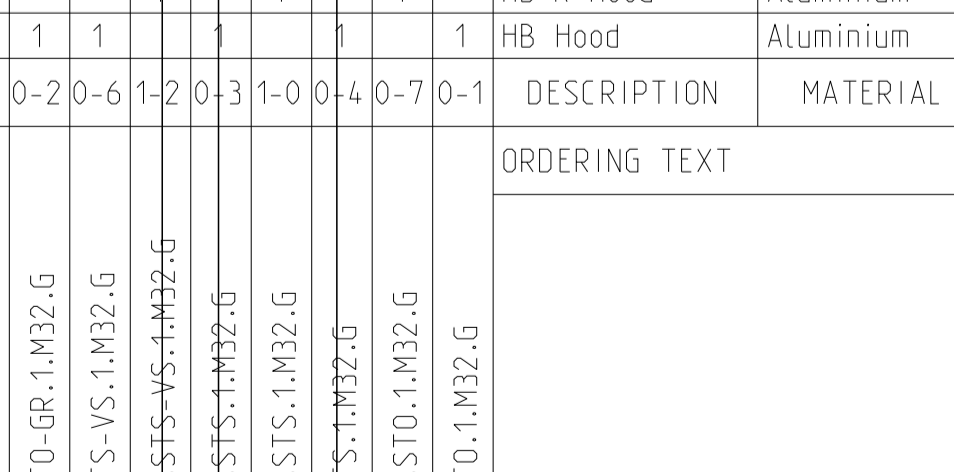 1 1 1 1 1 HB Hood Aluminium
0-2 0-6 1-2 0-3 1-0 0-4 0-7 0-1 DESCRIPTION MATERIAL
ORDERING TEXT
O-GR.1.M32.G
S-VS.1.M32.G
STS-VS.1.M32.G
STS.1.M32.G
STS.1.M32.G
S.1.M32.G
STO.1.M32.G
O.1.M32.G